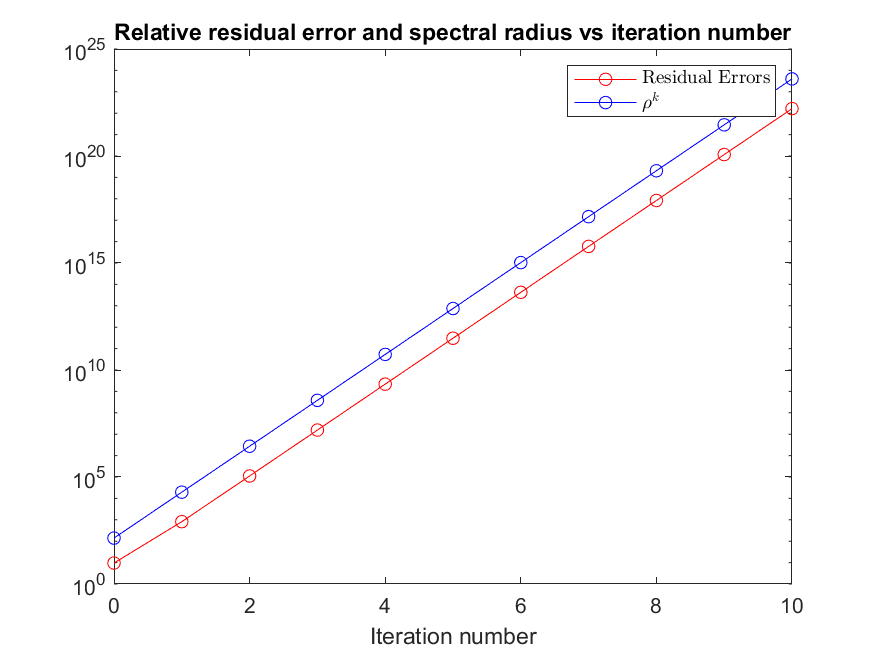 Relative residual error and spectral radius vs iteration number
Residual Errors
ρ^k
10^25
10^20
10^15
10^10
10^5
10^0
0 2 4 6 8 10
Iteration number